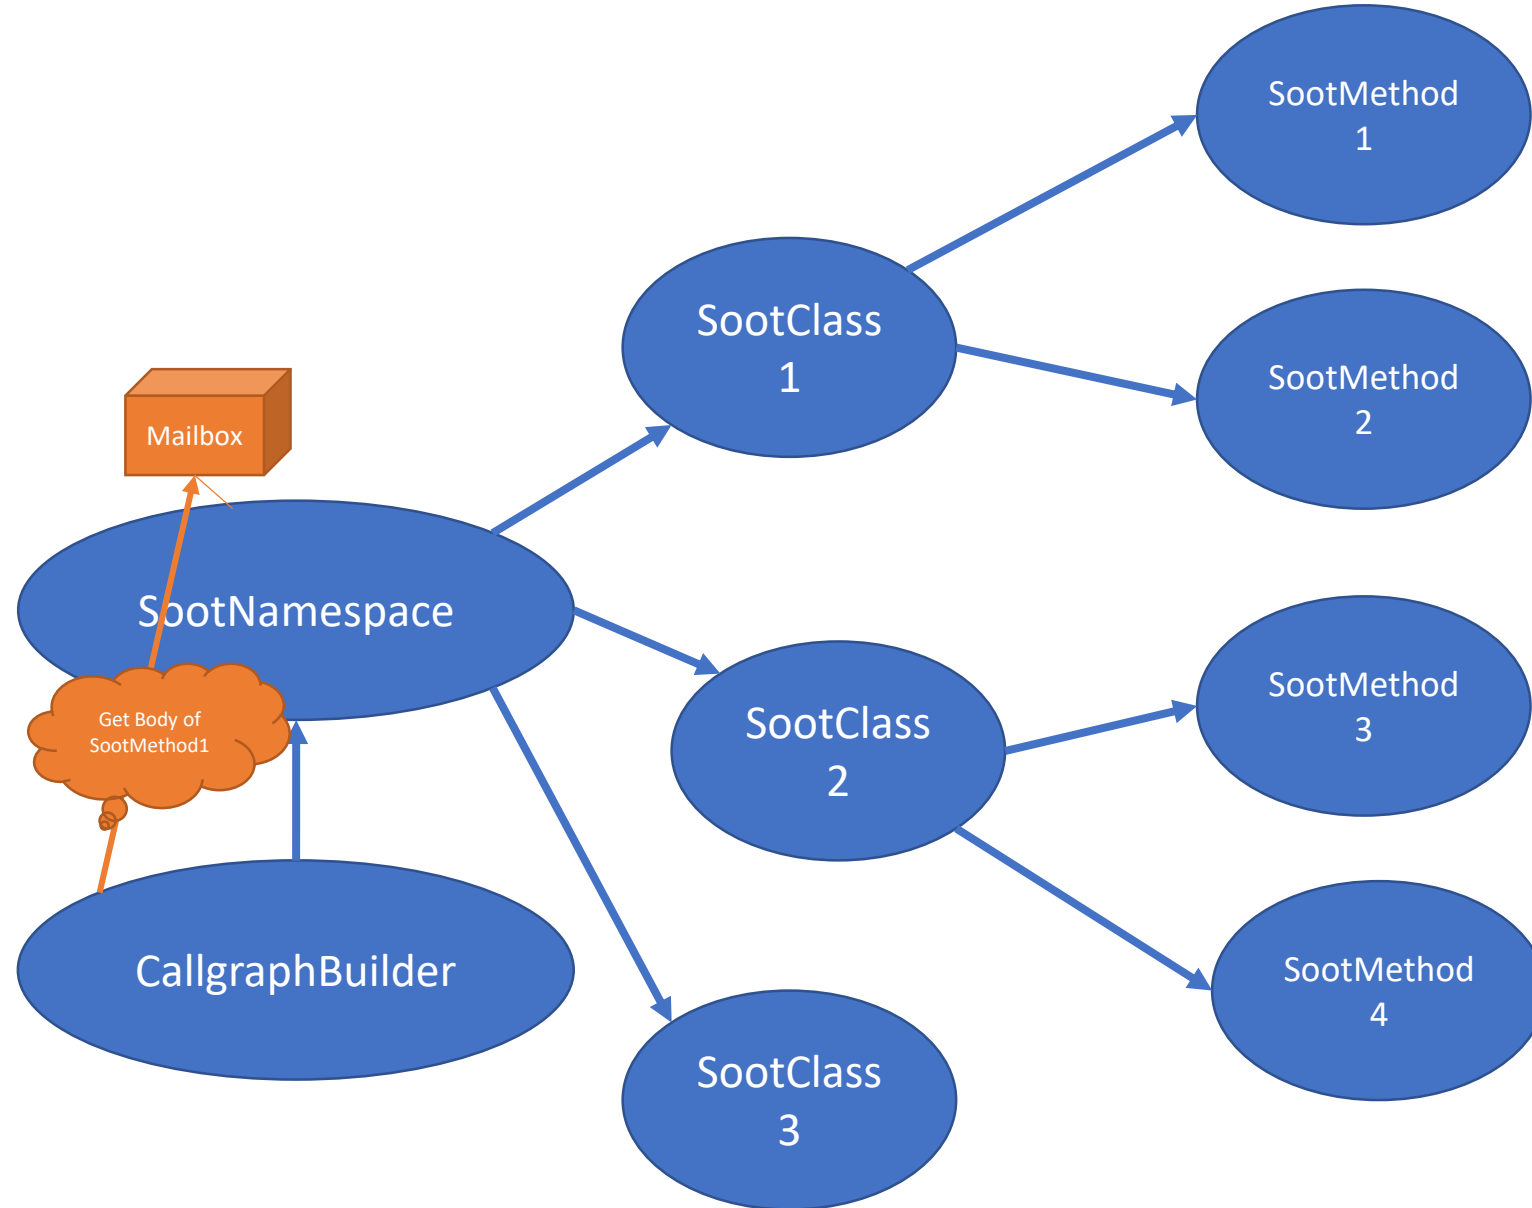 SootMethod
1
SootClass
1
SootMethod
2
Mailbox
SootNamespace
Get Body of
SootMethod1
SootClass
2
SootMethod
3
CallgraphBuilder
SootMethod
4
SootClass
3